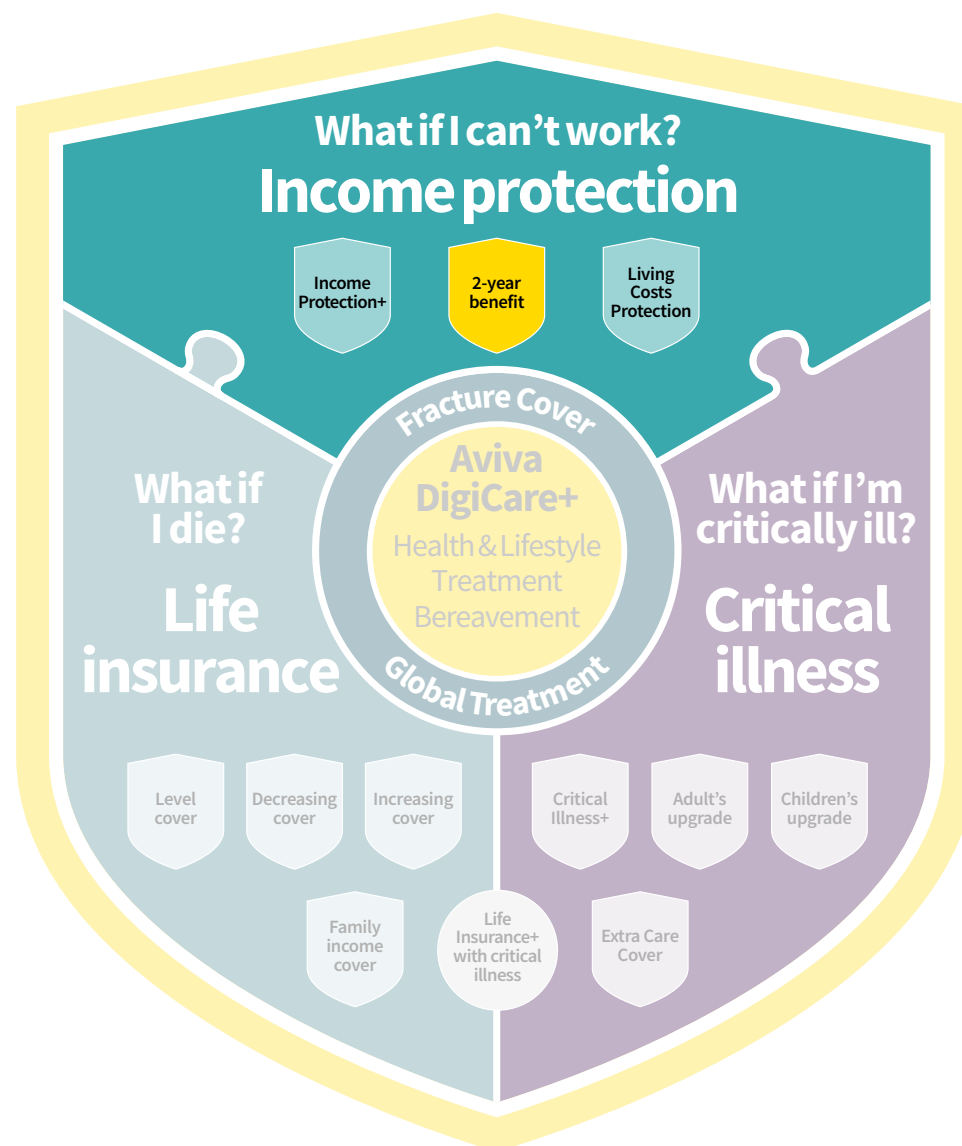 What if I can't work?
Income protection
Income
Protection+
2-year
benefit
Living
Costs
Protection
Fracture Cover
Aviva
DigiCare+
Health & Lifestyle
Treatment
Bereavement
Global Treatment
What if
I die?
Life
insurance
What if I'm
critically ill?
Critical
illness
Level
cover
Decreasing
cover
Increasing
cover
Critical
Illness+
Adult's
upgrade
Children's
upgrade
Family
income
cover
Life
Insurance+
with critical
illness
Extra Care
Cover